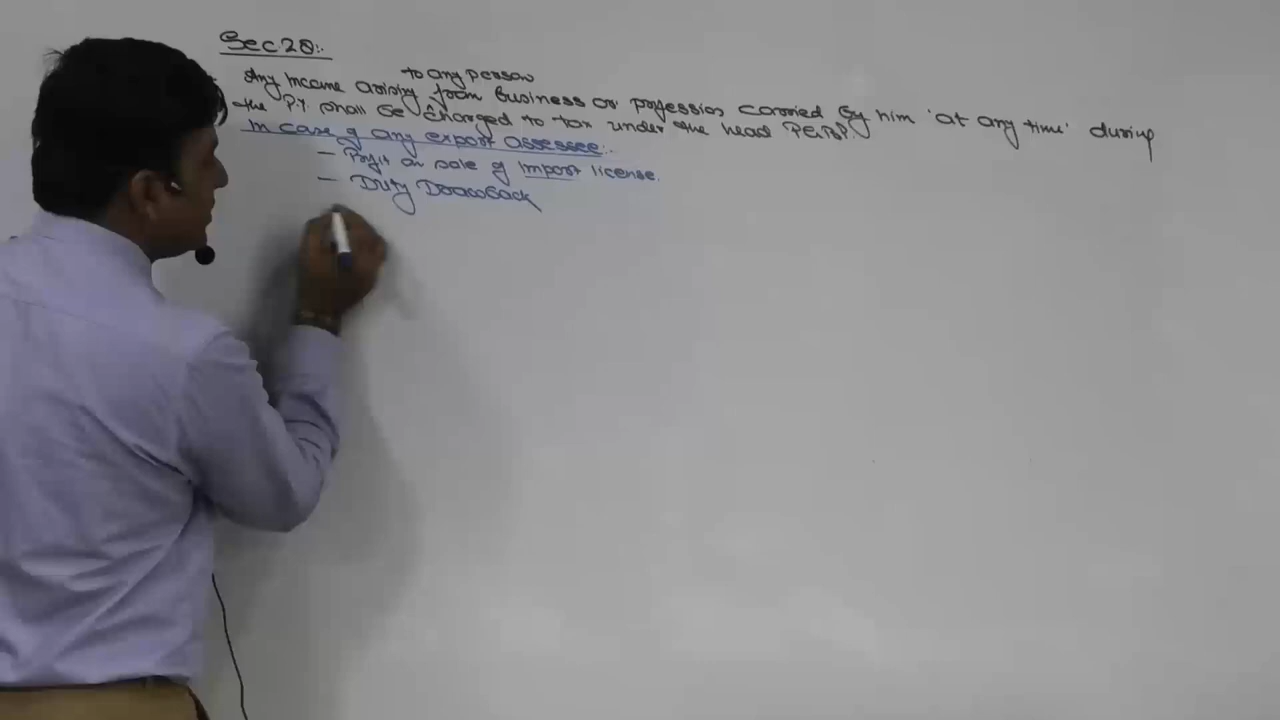 Sec.28:-
to any person
Any Income arising from business or profession carried by him 'at any time' during
the P.Y. shall be charged to tax under the head PGBP.
In case of any export assessee:-
- Profit on sale of Import license.
- Duty Drawback